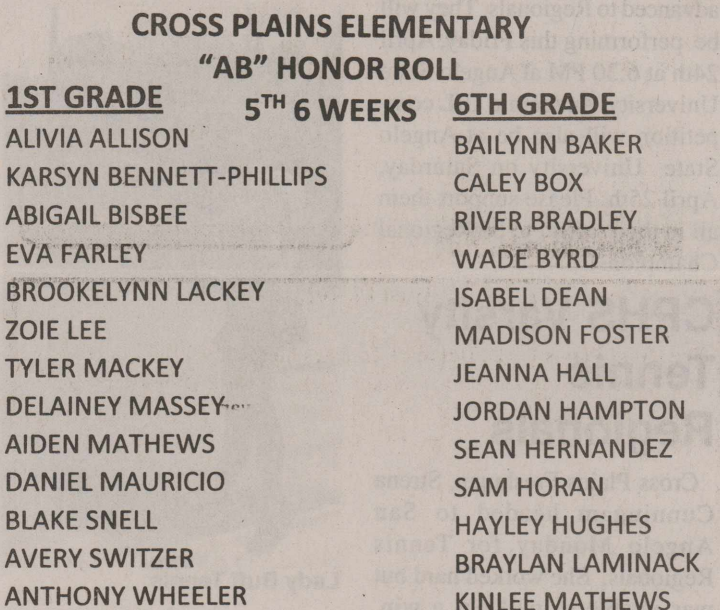 CROSS PLAINS ELEMENTARY
"AB" HONOR ROLL
5TH 6 WEEKS
1ST GRADE
ALIVIA ALLISON
KARSYN BENNETT-PHILLIPS
ABIGAIL BISBEE
EVA FARLEY
BROOKELYNN LACKEY
ZOIE LEE
TYLER MACKEY
DELAINEY MASSEY
AIDEN MATHEWS
DANIEL MAURICIO
BLAKE SNELL
AVERY SWITZER
ANTHONY WHEELER
6TH GRADE
BAILYNN BAKER
CALEY BOX
RIVER BRADLEY
WADE BYRD
ISABEL DEAN
MADISON FOSTER
JEANNA HALL
JORDAN HAMPTON
SEAN HERNANDEZ
SAM HORAN
HAYLEY HUGHES
BRAYLAN LAMINACK
KINLEE MATHEWS